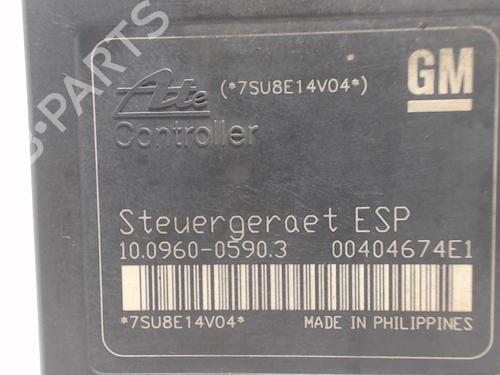 B-PARTS
Ate (*7SU8E14V04*) GM
Controller
Steuergeraet ESP
10.0960-0590.3 00404674E1
*7SU8E14V04* MADE IN PHILIPPINES